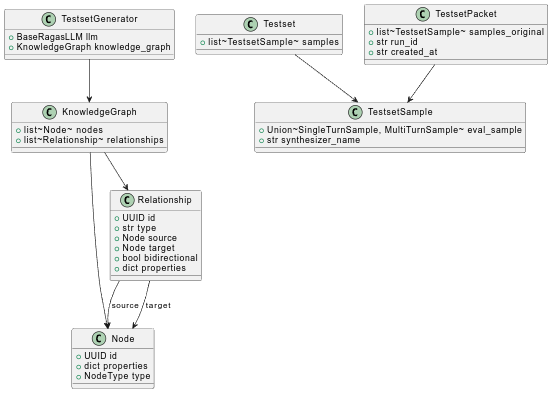 C TestsetGenerator
BaseRagasLLM llm
KnowledgeGraph knowledge_graph
C Testset
list~TestsetSample~ samples
C TestsetPacket
list~TestsetSample~ samples_original
str run_id
str created_at
C KnowledgeGraph
list~Node~ nodes
list~Relationship~ relationships
C TestsetSample
Union~SingleTurnSample, MultiTurnSample~ eval_sample
str synthesizer_name
C Relationship
UUID id
str type
Node source
Node target
bool bidirectional
dict properties
source target
C Node
UUID id
dict properties
NodeType type